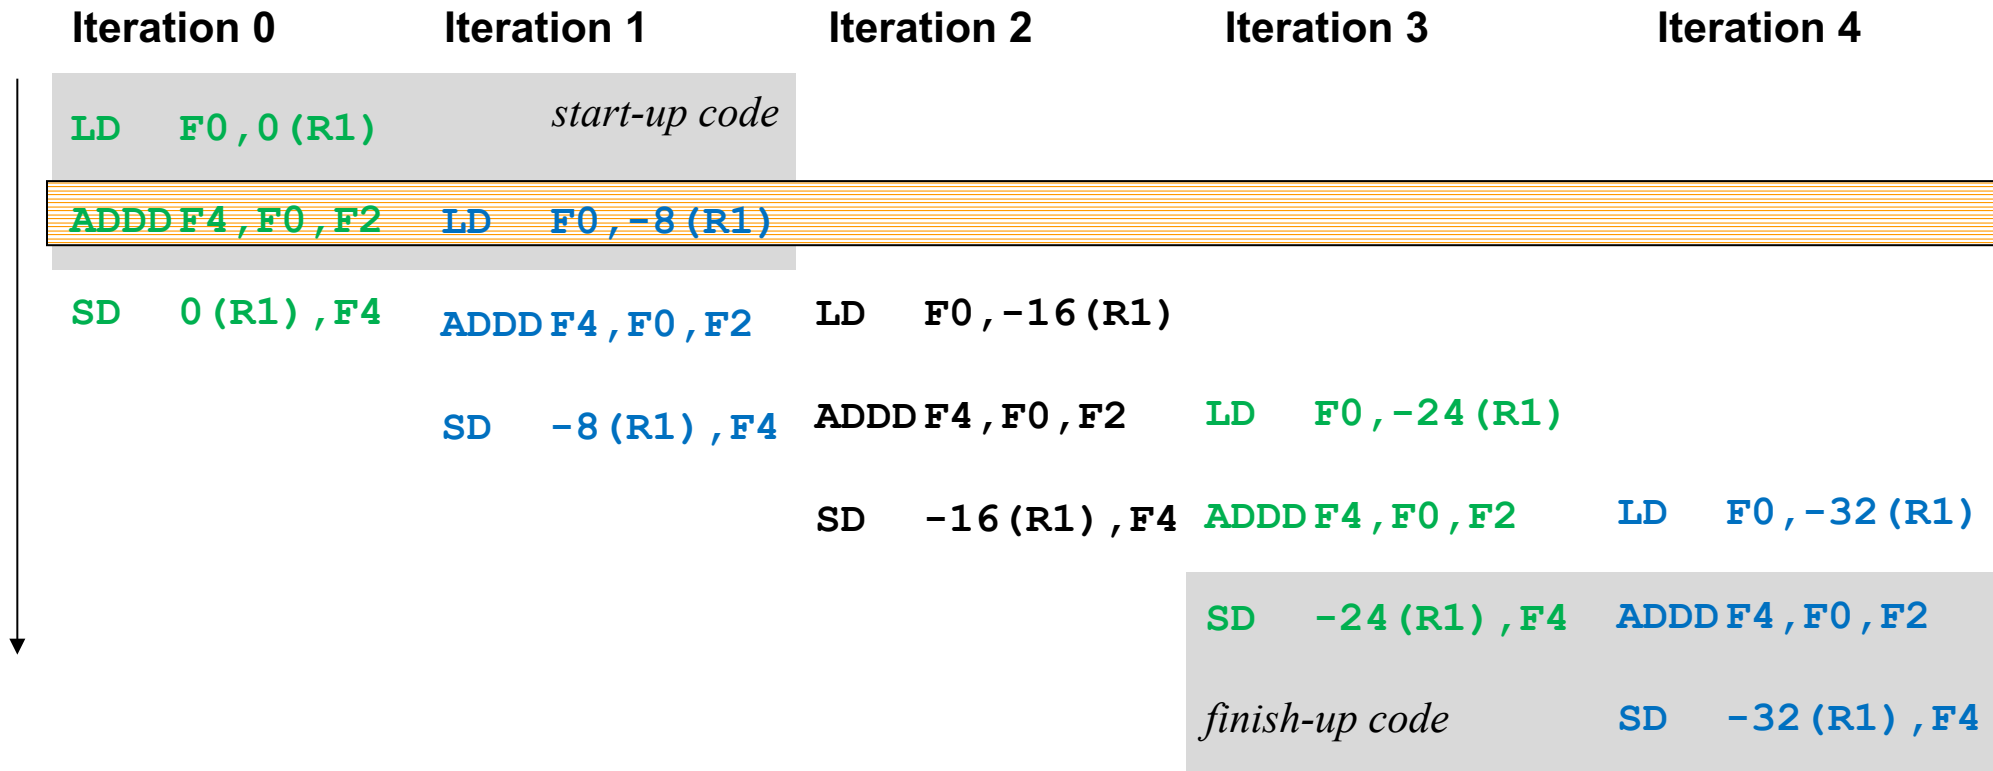 Iteration 0 Iteration 1 Iteration 2 Iteration 3 Iteration 4
LD F0,0(R1) start-up code
ADDD F4,F0,F2 LD F0,-8(R1)
SD 0(R1),F4 ADDD F4,F0,F2 LD F0,-16(R1)
SD -8(R1),F4 ADDD F4,F0,F2 LD F0,-24(R1)
SD -16(R1),F4 ADDD F4,F0,F2 LD F0,-32(R1)
SD -24(R1),F4 ADDD F4,F0,F2
finish-up code SD -32(R1),F4